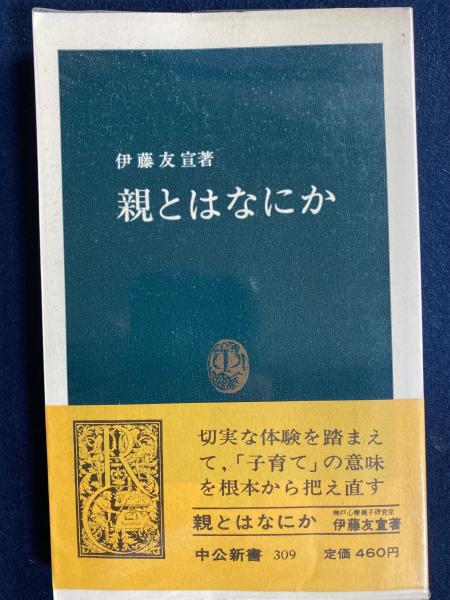 伊藤友宣著
親とはなにか
切実な体験を踏まえ
て,「子育て」の意味
を根本から把え直す
親とはなにか 神戸心療親子研究室 伊藤友宣著
中公新書 309 定価 460円